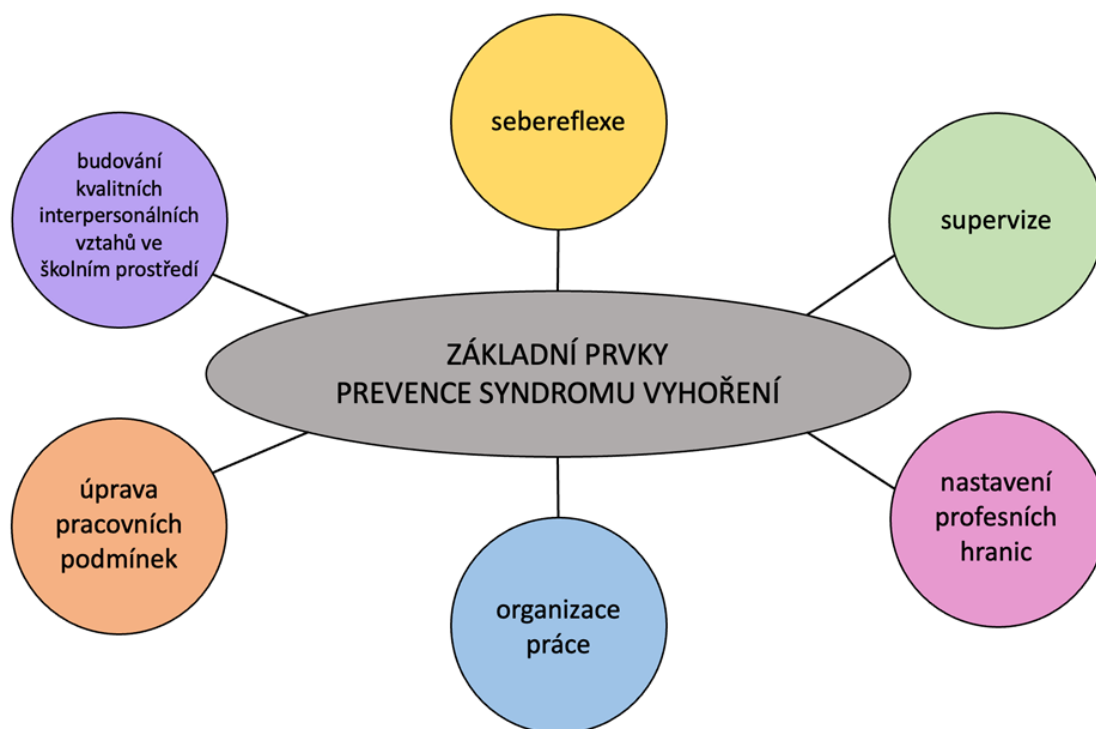 sebereflexe
budování
kvalitních
interpersonálních
vztahů ve
školním prostředí
supervize
ZÁKLADNÍ PRVKY
PREVENCE SYNDROMU VYHOŘENÍ
úprava
pracovních
podmínek
nastavení
profesních
hranic
organizace
práce